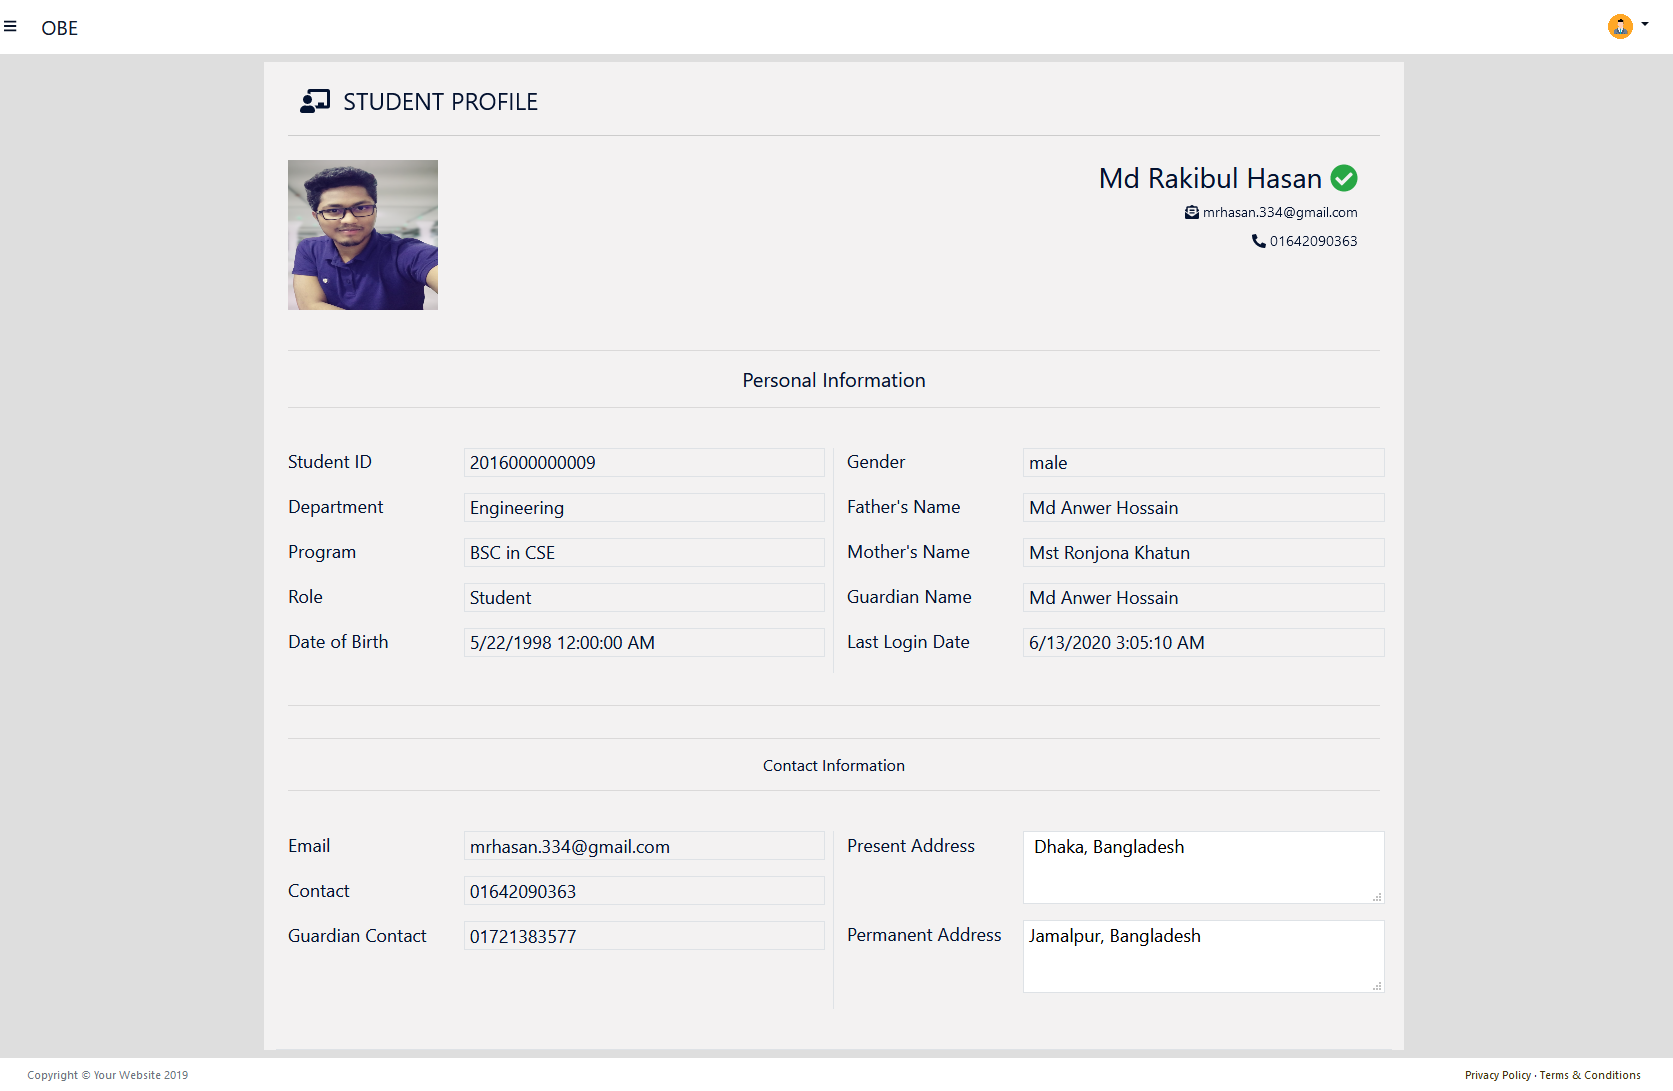 OBE
STUDENT PROFILE
Md Rakibul Hasan
mrhasan.334@gmail.com
01642090363
Personal Information
Student ID 2016000000009
Department Engineering
Program BSC in CSE
Role Student
Date of Birth 5/22/1998 12:00:00 AM
Gender male
Father's Name Md Anwer Hossain
Mother's Name Mst Ronjona Khatun
Guardian Name Md Anwer Hossain
Last Login Date 6/13/2020 3:05:10 AM
Contact Information
Email mrhasan.334@gmail.com
Contact 01642090363
Guardian Contact 01721383577
Present Address Dhaka, Bangladesh
Permanent Address Jamalpur, Bangladesh
Copyright © Your Website 2019
Privacy Policy · Terms & Conditions